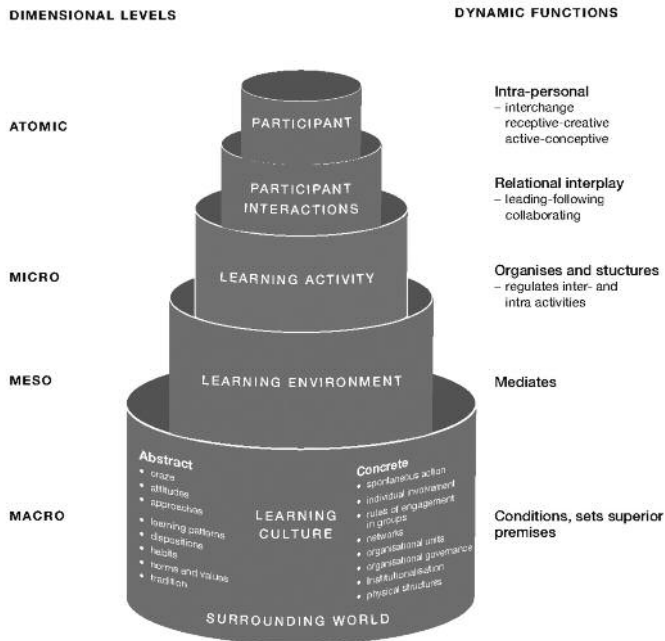 DIMENSIONAL LEVELS
DYNAMIC FUNCTIONS
ATOMIC
PARTICIPANT
Intra-personal
– interchange
receptive-creative
active-conceptive
PARTICIPANT
INTERACTIONS
Relational interplay
– leading-following
collaborating
MICRO
LEARNING ACTIVITY
Organises and stuctures
– regulates inter- and
intra activities
MESO
LEARNING ENVIRONMENT
Mediates
MACRO
Abstract
• craze
• attitudes
• approaches
• learning patterns
• dispositions
• habits
• norms and values
• tradition
LEARNING
CULTURE
Concrete
• spontaneous action
• individual involvement
• rules of engagement
in groups
• networks
• organisational units
• organisational governance
• Institutionalisation
• physical structures
Conditions, sets superior
premises
SURROUNDING WORLD